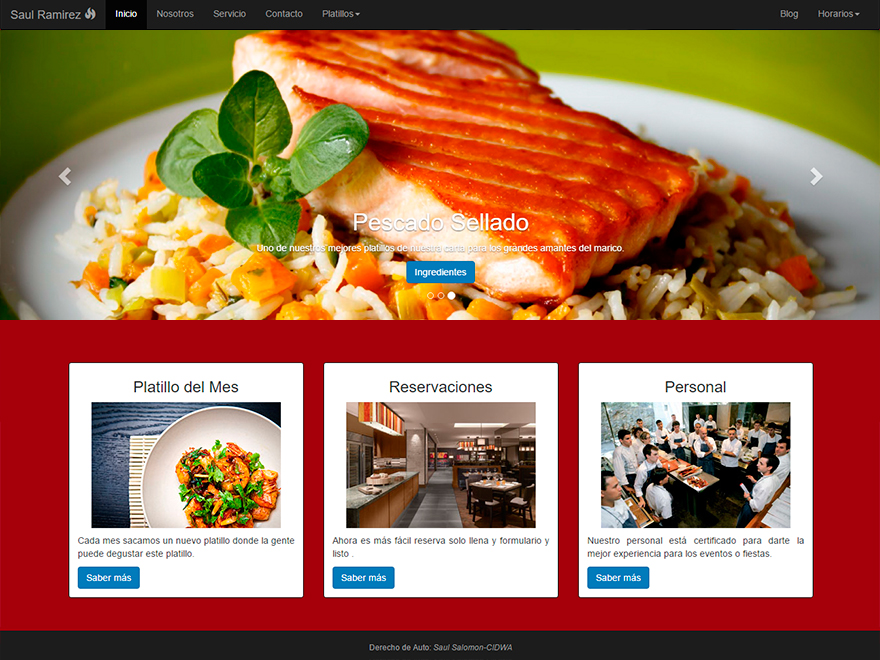 Saul Ramirez Inicio Nosotros Servicio Contacto Platillos Blog Horarios
Pescado Sellado
Uno de nuestros mejores platillos de nuestra carta para los grandes amantes del marico.
Ingredientes
Platillo del Mes
Cada mes sacamos un nuevo platillo donde la gente
puede degustar este platillo.
Saber más
Reservaciones
Ahora es más fácil reserva solo llena y formulario y
listo .
Saber más
Personal
Nuestro personal está certificado para darte la
mejor experiencia para los eventos o fiestas.
Saber más
Derecho de Auto: Saul Salomon-CIDWA